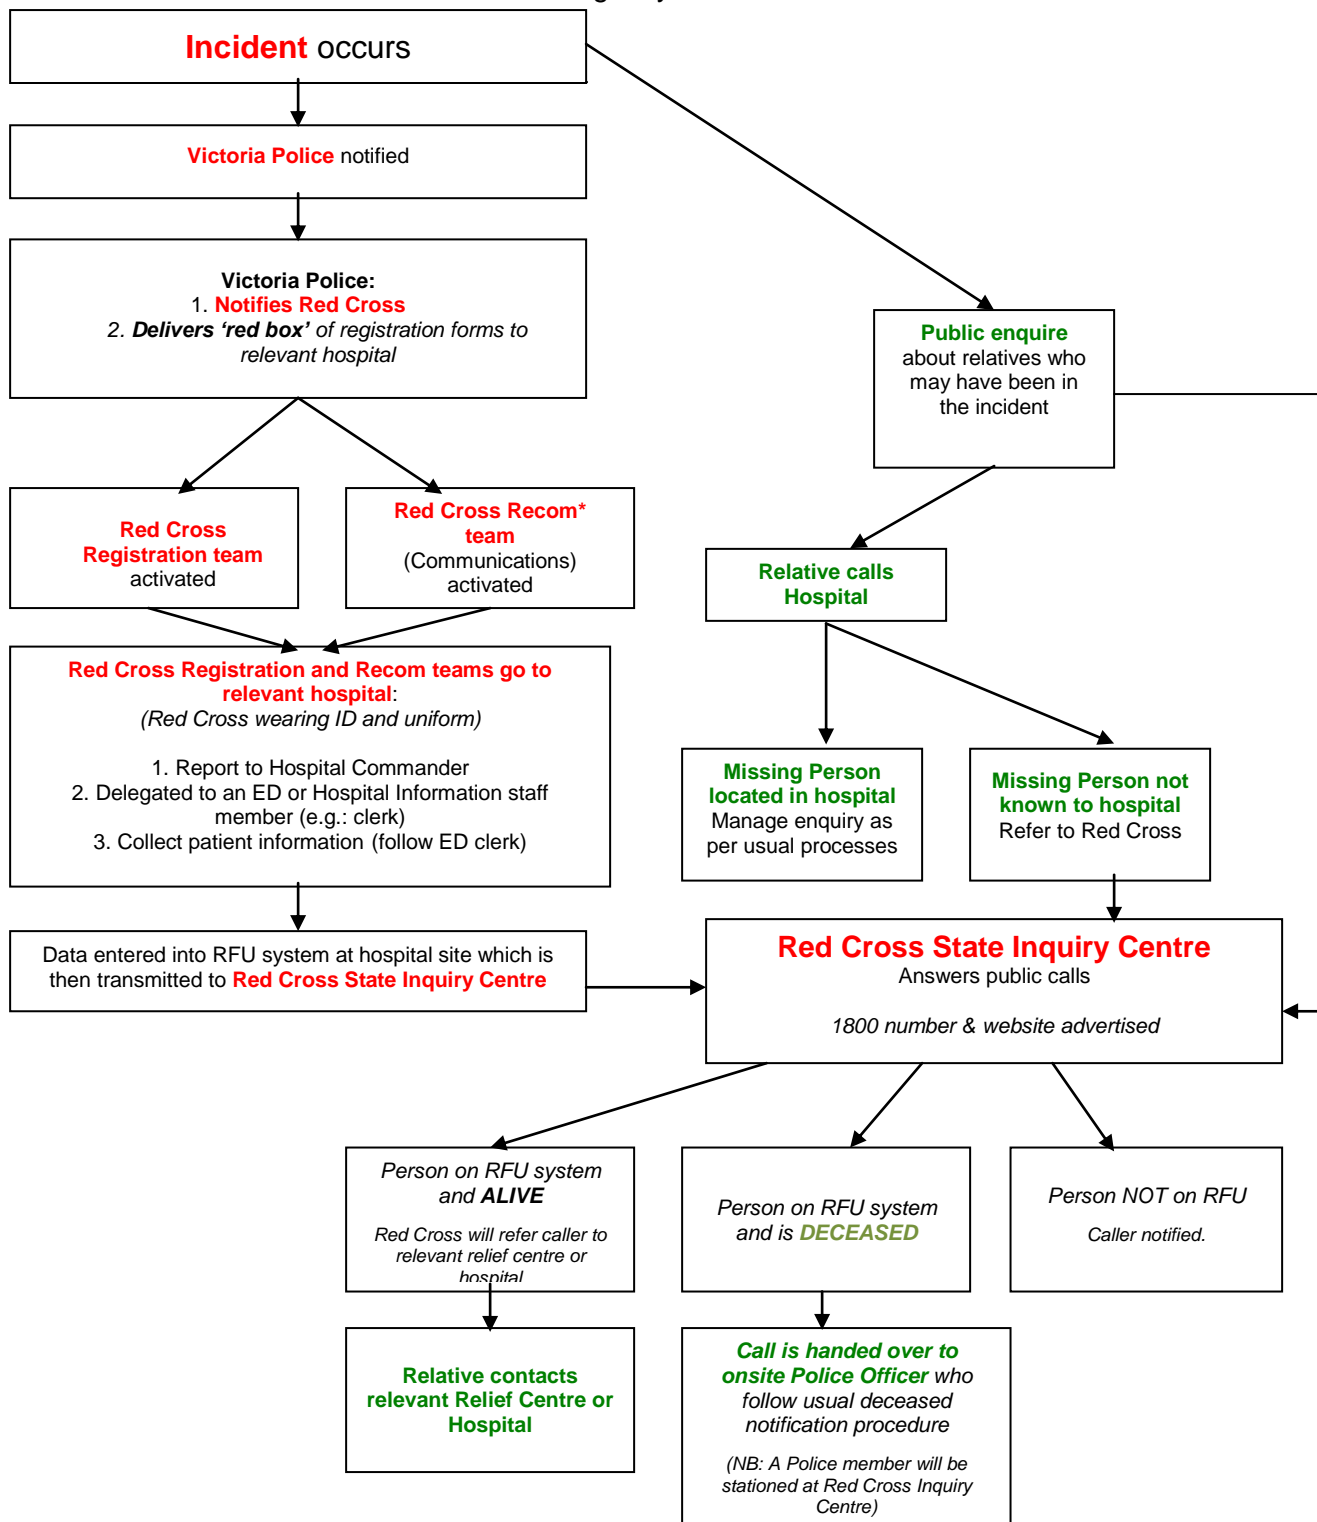 Incident occurs
Victoria Police notified
Victoria Police:
1. Notifies Red Cross
2. Delivers ‘red box’ of registration forms to
relevant hospital
Public enquire
about relatives who
may have been in
the incident
Red Cross
Registration team
activated
Red Cross Recom*
team
(Communications)
activated
Relative calls
Hospital
Red Cross Registration and Recom teams go to
relevant hospital:
(Red Cross wearing ID and uniform)
1. Report to Hospital Commander
2. Delegated to an ED or Hospital Information staff
member (e.g.: clerk)
3. Collect patient information (follow ED clerk)
Missing Person
located in hospital
Manage enquiry as
per usual processes
Missing Person not
known to hospital
Refer to Red Cross
Data entered into RFU system at hospital site which is
then transmitted to Red Cross State Inquiry Centre
Red Cross State Inquiry Centre
Answers public calls
1800 number & website advertised
Person on RFU system
and ALIVE
Red Cross will refer caller to
relevant relief centre or
hospital
Person on RFU system
and is DECEASED
Person NOT on RFU
Caller notified.
Relative contacts
relevant Relief Centre or
Hospital
Call is handed over to
onsite Police Officer who
follow usual deceased
notification procedure
(NB: A Police member will be
stationed at Red Cross Inquiry
Centre)